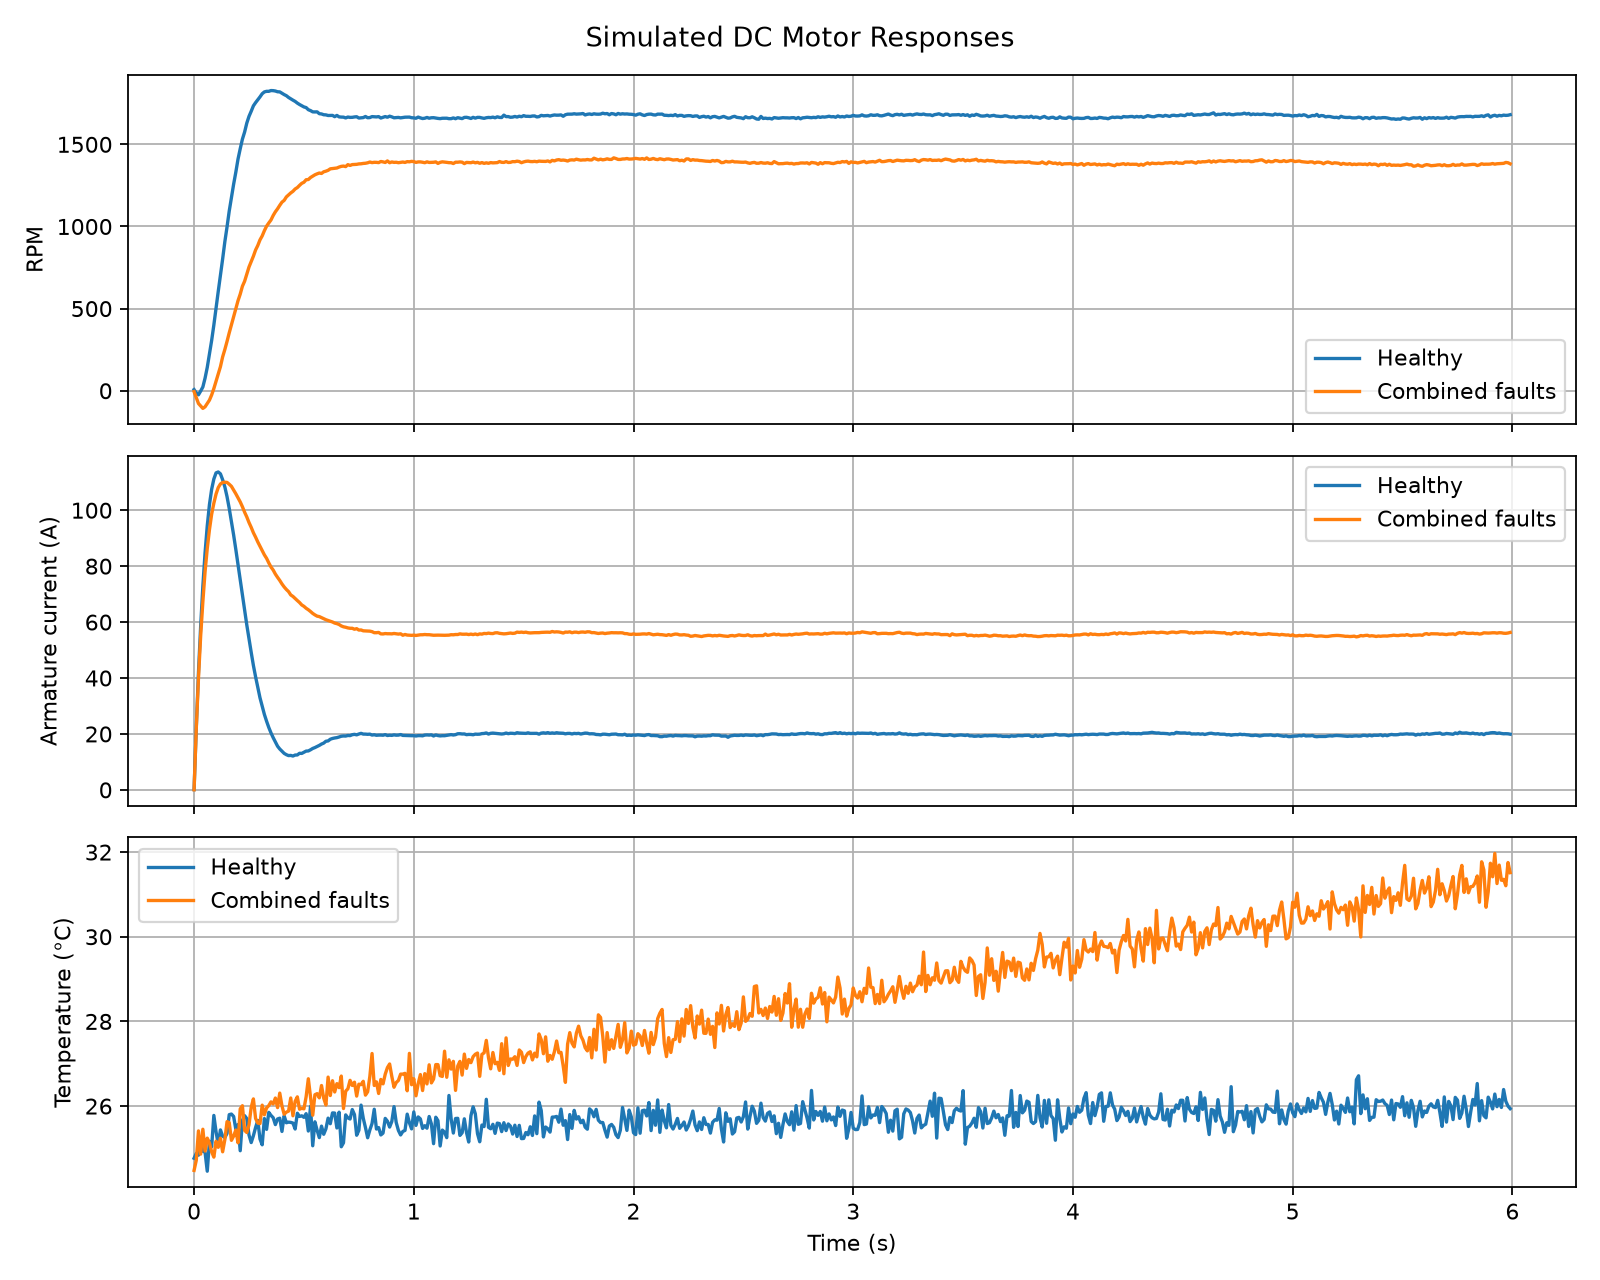 Simulated DC Motor Responses
RPM
1500
1000
500
0
Healthy
Combined faults
Armature current (A)
100
80
60
40
20
0
Healthy
Combined faults
Temperature (°C)
32
30
28
26
Healthy
Combined faults
0 1 2 3 4 5 6
Time (s)